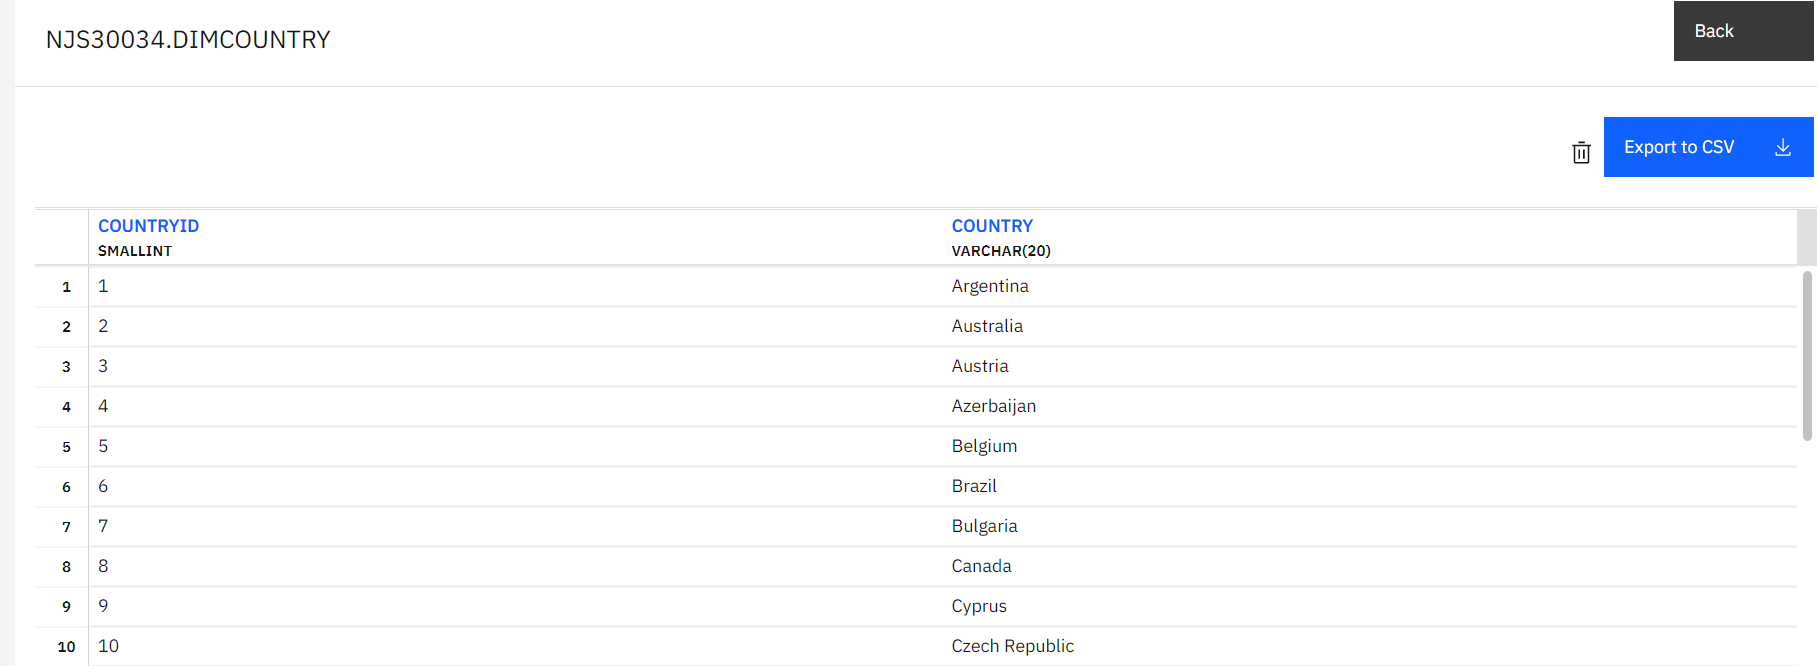 NJS30034.DIMCOUNTRY
Back
Export to CSV
COUNTRYID COUNTRY
SMALLINT VARCHAR(20)
1 1 Argentina
2 2 Australia
3 3 Austria
4 4 Azerbaijan
5 5 Belgium
6 6 Brazil
7 7 Bulgaria
8 8 Canada
9 9 Cyprus
10 10 Czech Republic